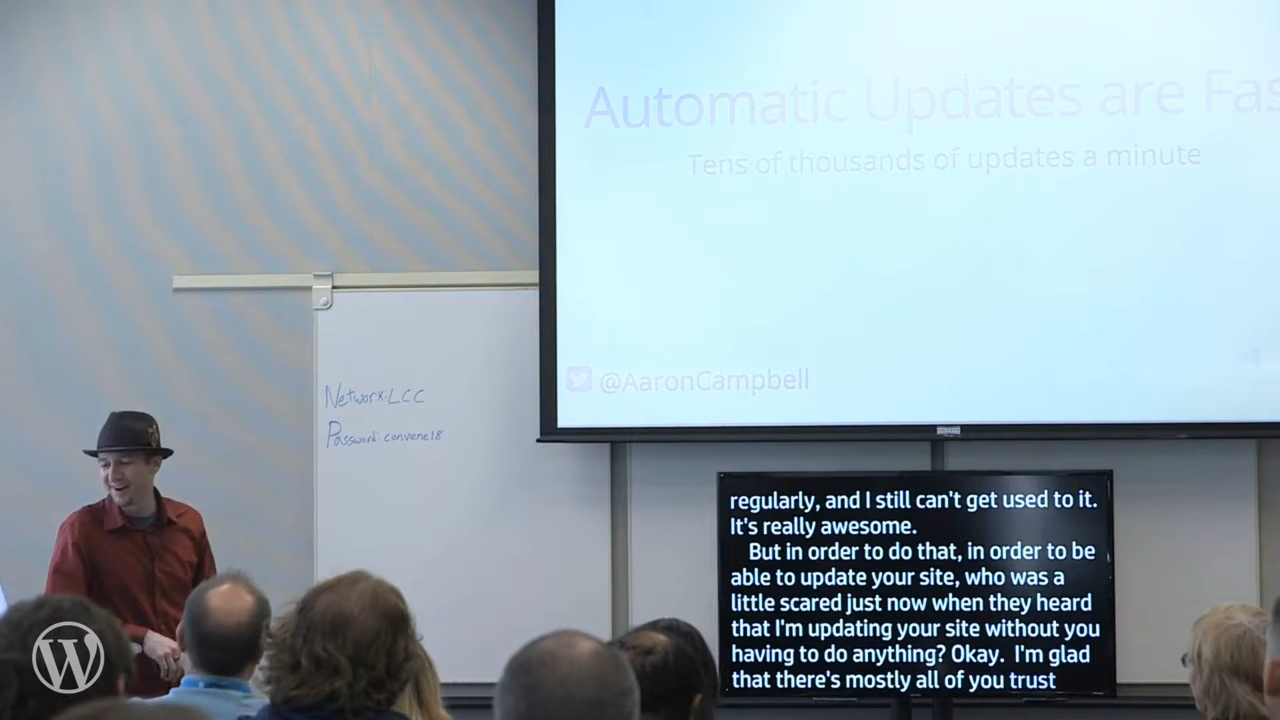 Automatic Updates are Fas
Tens of thousands of updates a minute
@AaronCampbell
Network: LCC
Password: convene18
regularly, and I still can't get used to it.
It's really awesome.
But in order to do that, in order to be
able to update your site, who was a
little scared just now when they heard
that I'm updating your site without you
having to do anything? Okay. I'm glad
that there's mostly all of you trust